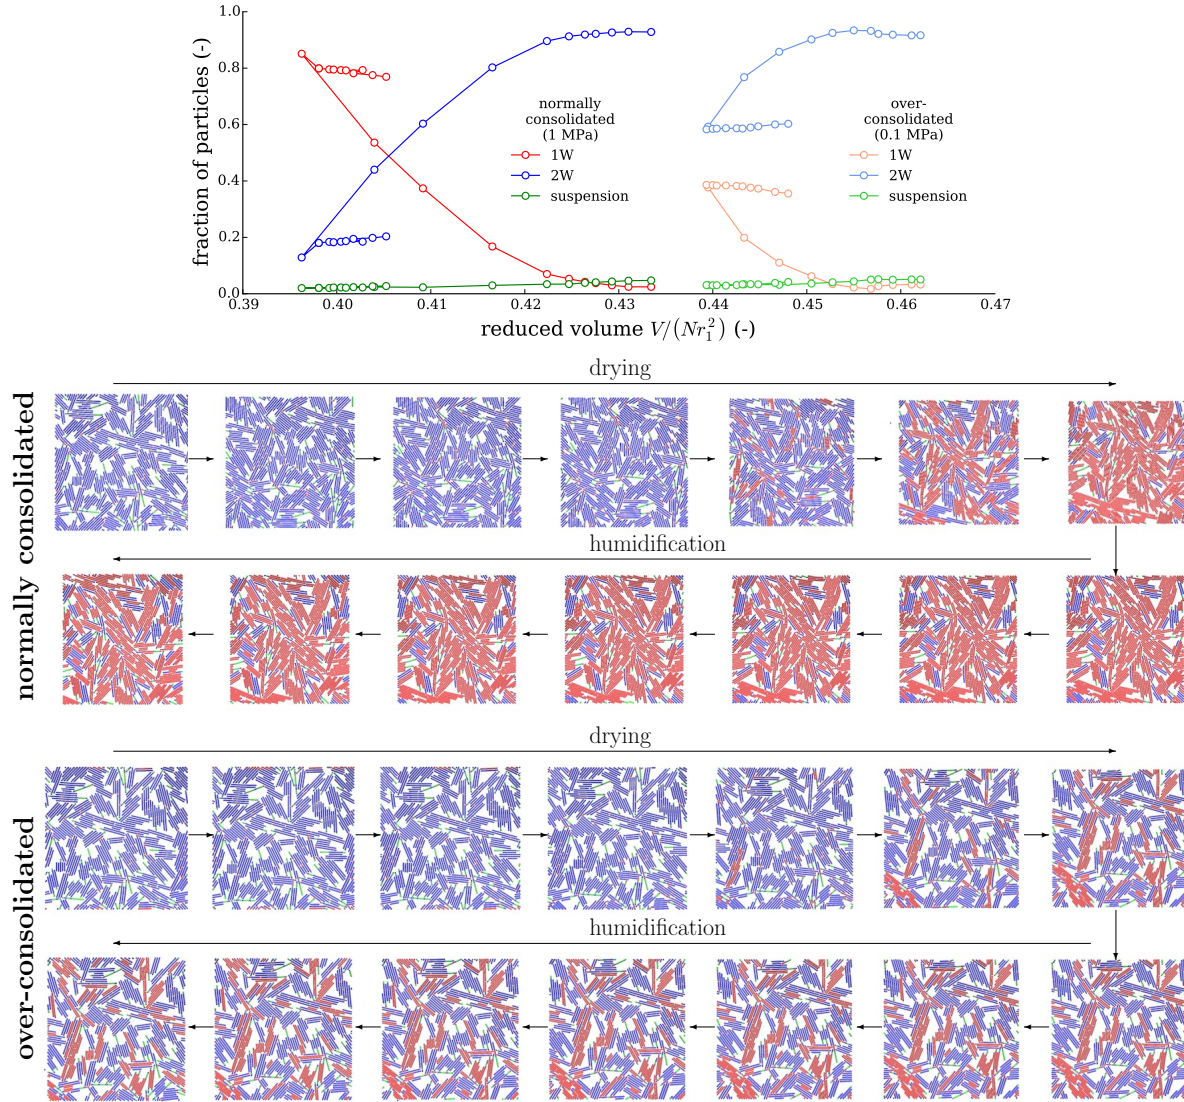 1.0
0.8
0.6
0.4
0.2
0.0
fraction of particles (-)
0.39
0.40
0.41
0.42
0.43
0.44
0.45
0.46
0.47
reduced volume V/(Nr₁²) (-)
normally
consolidated
(1 MPa)
1W
2W
suspension
over-
consolidated
(0.1 MPa)
1W
2W
suspension
normally consolidated
drying
humidification
over-consolidated
drying
humidification